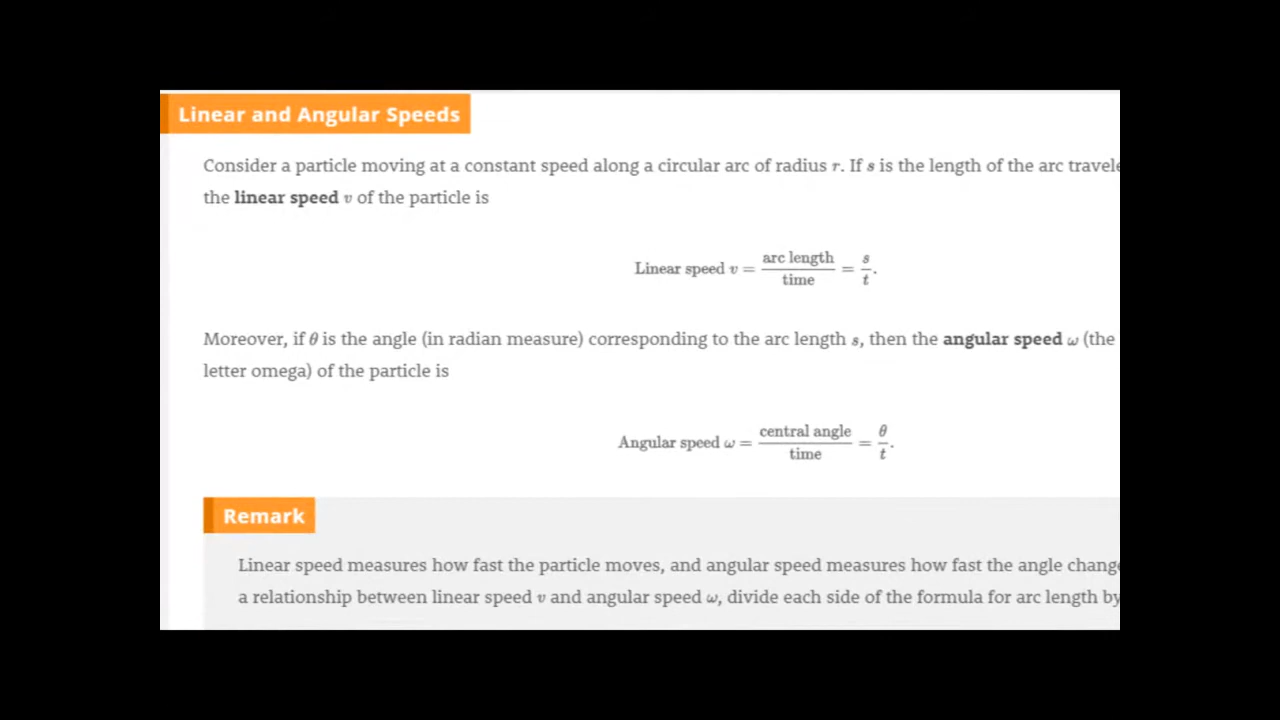 Linear and Angular Speeds
Consider a particle moving at a constant speed along a circular arc of radius r. If s is the length of the arc travele
the linear speed v of the particle is
Linear speed v = arc length / time = s / t.
Moreover, if θ is the angle (in radian measure) corresponding to the arc length s, then the angular speed ω (the
letter omega) of the particle is
Angular speed ω = central angle / time = θ / t.
Remark
Linear speed measures how fast the particle moves, and angular speed measures how fast the angle change
a relationship between linear speed v and angular speed ω, divide each side of the formula for arc length by